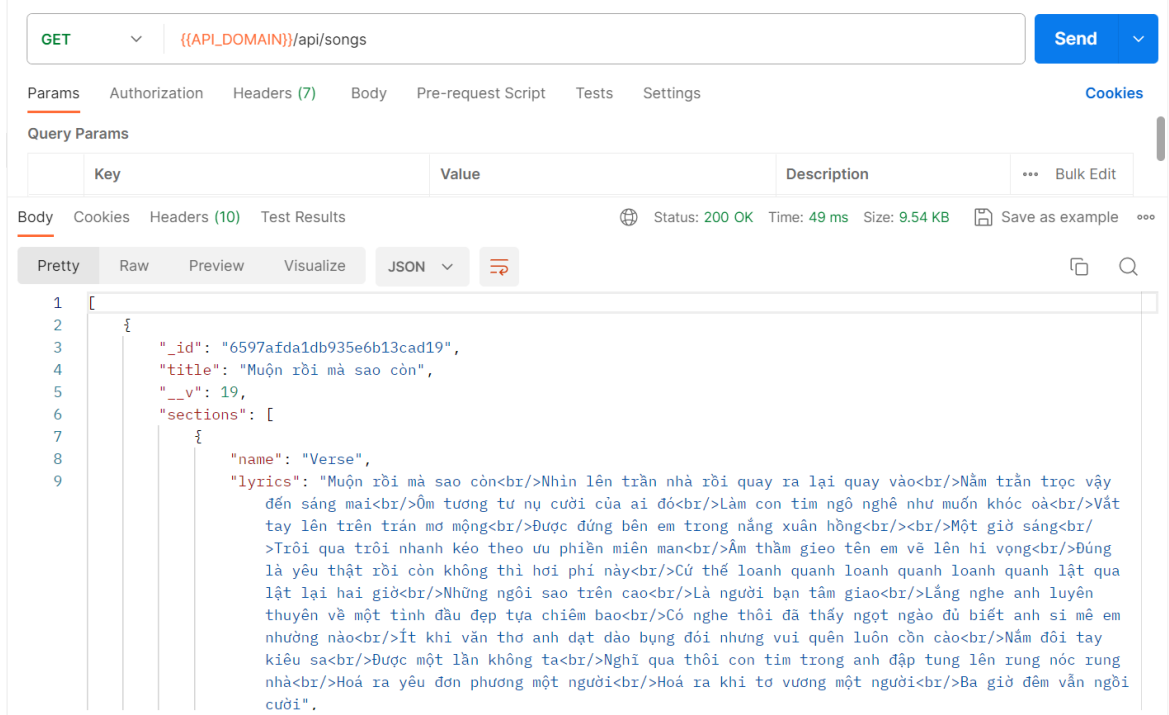 GET {{API_DOMAIN}}/api/songs Send
Params Authorization Headers (7) Body Pre-request Script Tests Settings Cookies
Query Params
Key Value Description Bulk Edit
Body Cookies Headers (10) Test Results Status: 200 OK Time: 49 ms Size: 9.54 KB Save as example
Pretty Raw Preview Visualize JSON
1 [
2 {
3 "_id": "6597afda1db935e6b13cad19",
4 "title": "Muộn rồi mà sao còn",
5 "__v": 19,
6 "sections": [
7 {
8 "name": "Verse",
9 "lyrics": "Muộn rồi mà sao còn<br/>Nhìn lên trần nhà rồi quay ra lại quay vào<br/>Nằm trằn trọc vậy
đến sáng mai<br/>Ôm tương tư nụ cười của ai đó<br/>Làm con tim ngô nghê như muốn khóc oà<br/>Vắt
tay lên trên trán mơ mộng<br/>Được đứng bên em trong nắng xuân hồng<br/><br/>Một giờ sáng<br/
>Trôi qua trôi nhanh kéo theo ưu phiền miên man<br/>Âm thầm gieo tên em vẽ lên hi vọng<br/>Đúng
là yêu thật rồi còn không thì hơi phí này<br/>Cứ thế loanh quanh loanh quanh loanh quanh lật qua
lật lại hai giờ<br/>Những ngôi sao trên cao<br/>Là người bạn tâm giao<br/>Lắng nghe anh luyên
thuyên về một tình đầu đẹp tựa chiêm bao<br/>Có nghe thôi đã thấy ngọt ngào đủ biết anh si mê em
nhường nào<br/>Ít khi văn thơ anh dạt dào bụng đói nhưng vui quên luôn cồn cào<br/>Nắm đôi tay
kiêu sa<br/>Được một lần không ta<br/>Nghĩ qua thôi con tim trong anh đập tung lên rung nóc rung
nhà<br/>Hoá ra yêu đơn phương một người<br/>Hoá ra khi tơ vương một người<br/>Ba giờ đêm vẫn ngồi
cười",